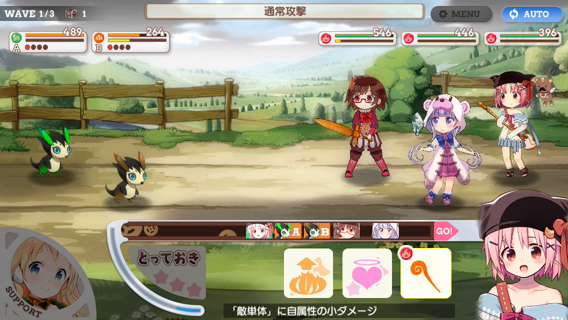 WAVE 1/3 1
通常攻撃
MENU
AUTO
489 264 546 446 396
A B
A B GO!
とっておき
SUPPORT
「敵単体」に自属性の小ダメージ